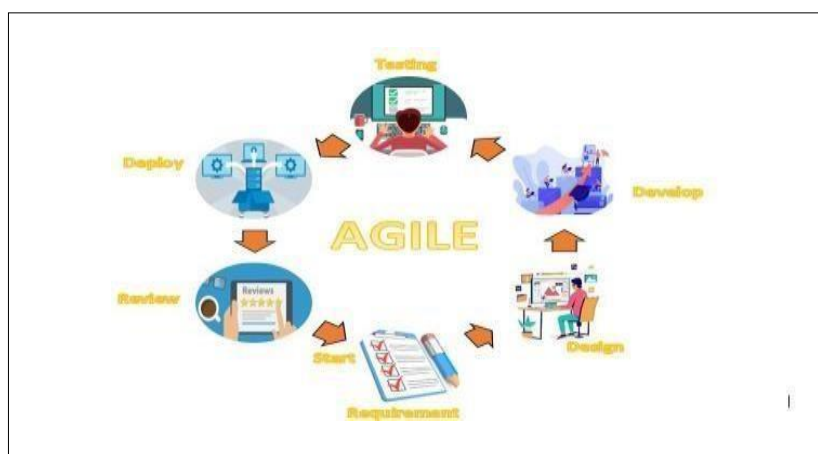 Testing
Deploy
Develop
AGILE
Review
Reviews
Start
Design
Requirement